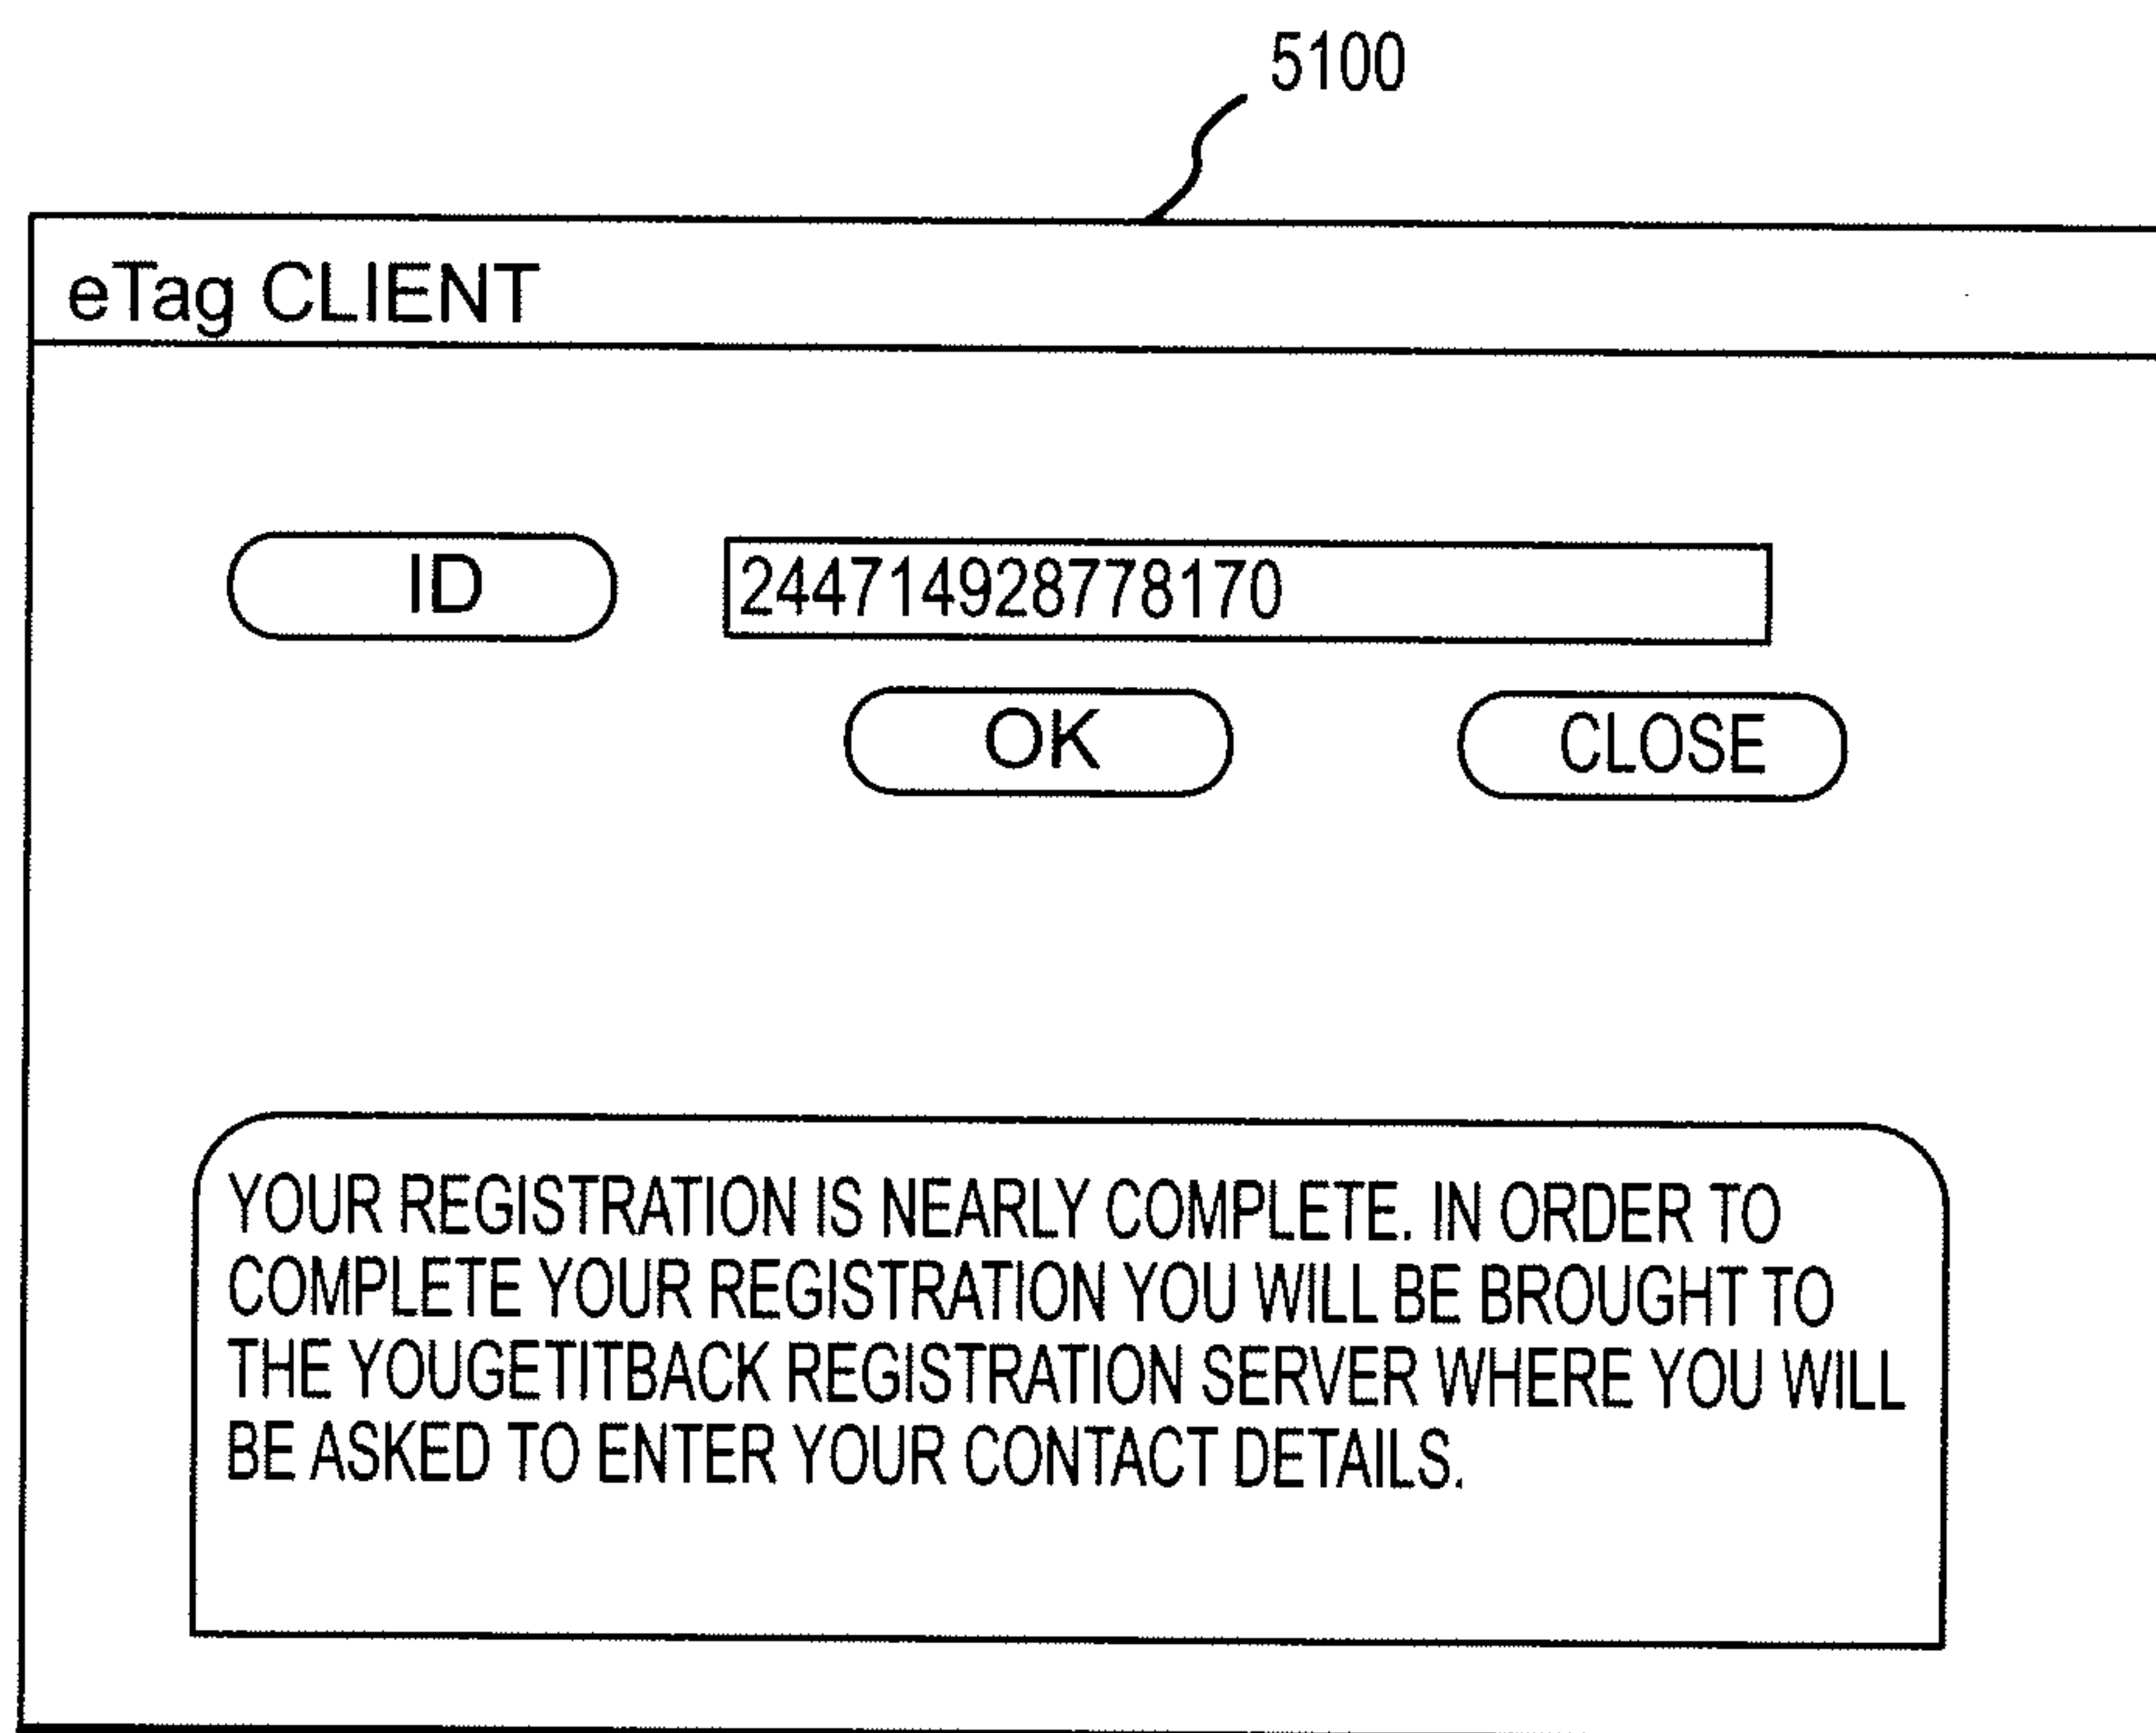 5100
eTag CLIENT
ID
244714928778170
OK
CLOSE
YOUR REGISTRATION IS NEARLY COMPLETE. IN ORDER TO
COMPLETE YOUR REGISTRATION YOU WILL BE BROUGHT TO
THE YOUGETITBACK REGISTRATION SERVER WHERE YOU WILL
BE ASKED TO ENTER YOUR CONTACT DETAILS.